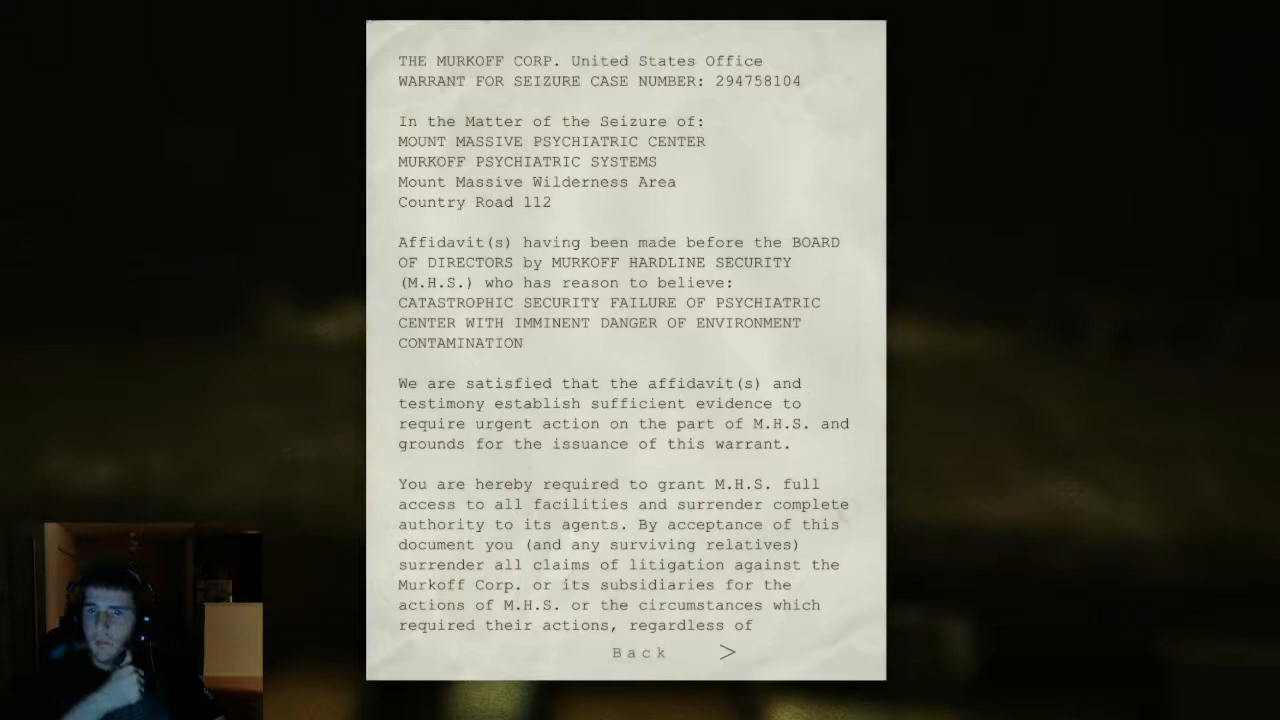 THE MURKOFF CORP. United States Office
WARRANT FOR SEIZURE CASE NUMBER: 294758104
In the Matter of the Seizure of:
MOUNT MASSIVE PSYCHIATRIC CENTER
MURKOFF PSYCHIATRIC SYSTEMS
Mount Massive Wilderness Area
Country Road 112
Affidavit(s) having been made before the BOARD
OF DIRECTORS by MURKOFF HARDLINE SECURITY
(M.H.S.) who has reason to believe:
CATASTROPHIC SECURITY FAILURE OF PSYCHIATRIC
CENTER WITH IMMINENT DANGER OF ENVIRONMENT
CONTAMINATION
We are satisfied that the affidavit(s) and
testimony establish sufficient evidence to
require urgent action on the part of M.H.S. and
grounds for the issuance of this warrant.
You are hereby required to grant M.H.S. full
access to all facilities and surrender complete
authority to its agents. By acceptance of this
document you (and any surviving relatives)
surrender all claims of litigation against the
Murkoff Corp. or its subsidiaries for the
actions of M.H.S. or the circumstances which
required their actions, regardless of
Back >